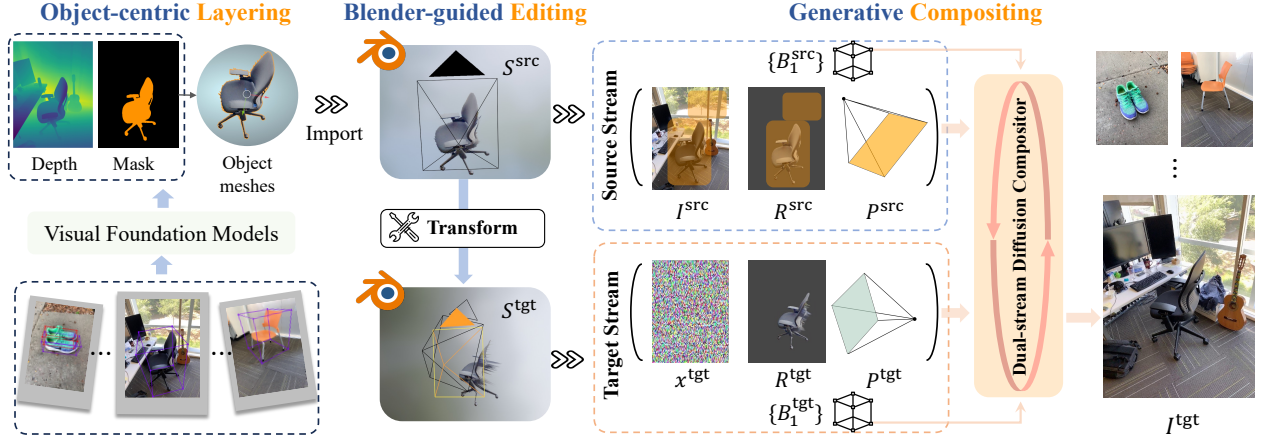 Object-centric Layering
Depth
Mask
Object
meshes
Visual Foundation Models
...
...
Import
Blender-guided Editing
S^src
Transform
S^tgt
Generative Compositing
Source Stream
{B_1^src}
I^src
R^src
P^src
Target Stream
x^tgt
R^tgt
P^tgt
{B_1^tgt}
Dual-stream Diffusion Compositor
...
I^tgt